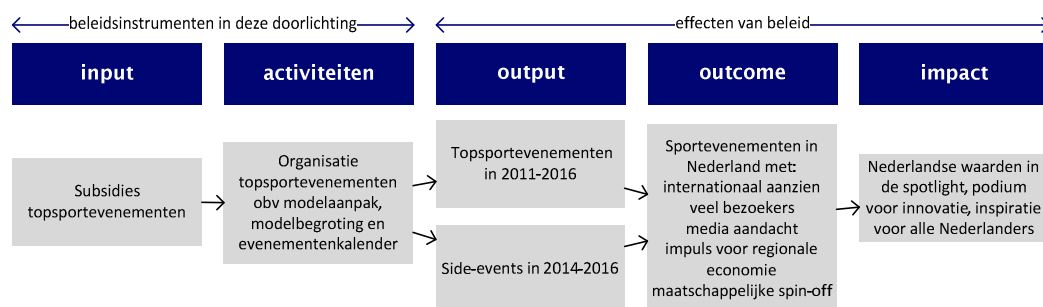 beleidsinstrumenten in deze doorlichting
effecten van beleid
input
activiteiten
output
outcome
impact
Subsidies
topsportevenementen
Organisatie
topsportevenementen
obv modelaanpak,
modelbegroting en
evenementenkalender
Topsportevenementen
in 2011-2016
Side-events in 2014-2016
Sportevenementen in
Nederland met:
internationaal aanzien
veel bezoekers
media aandacht
impuls voor regionale
economie
maatschappelijke spin-off
Nederlandse waarden in
de spotlight, podium
voor innovatie, inspiratie
voor alle Nederlanders